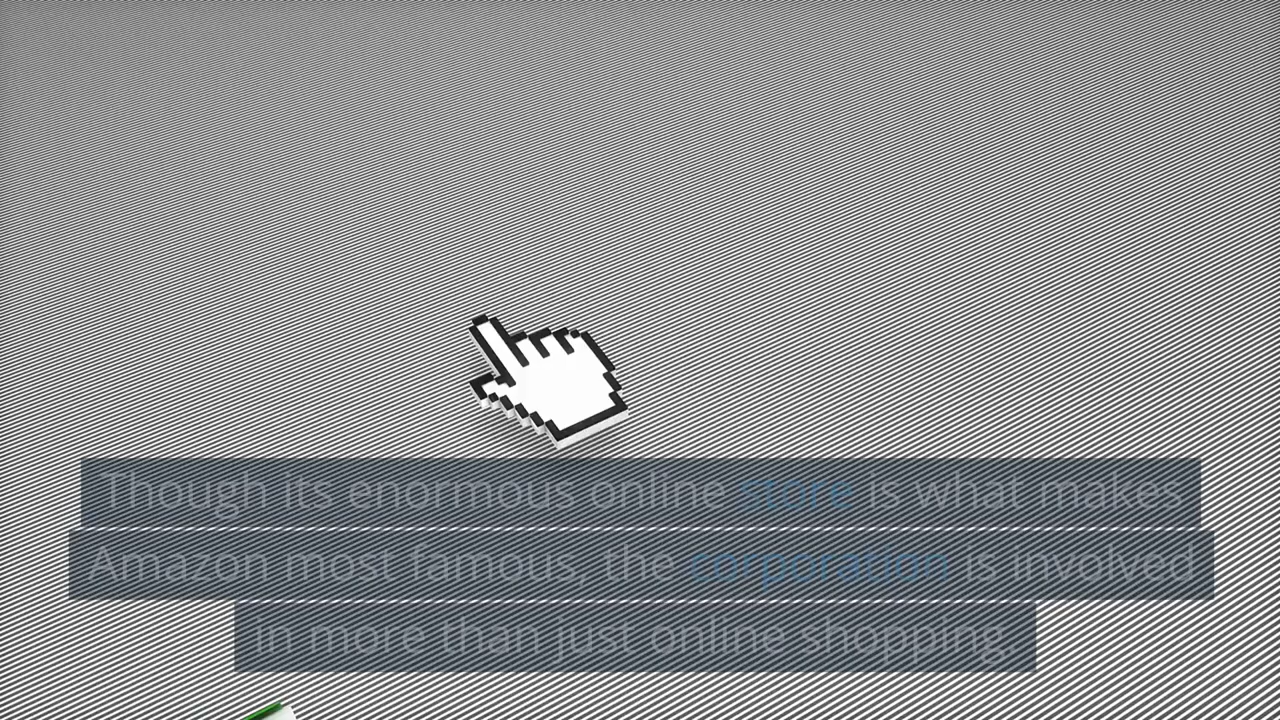 Though its enormous online store is what makes
Amazon most famous, the corporation is involved
in more than just online shopping.